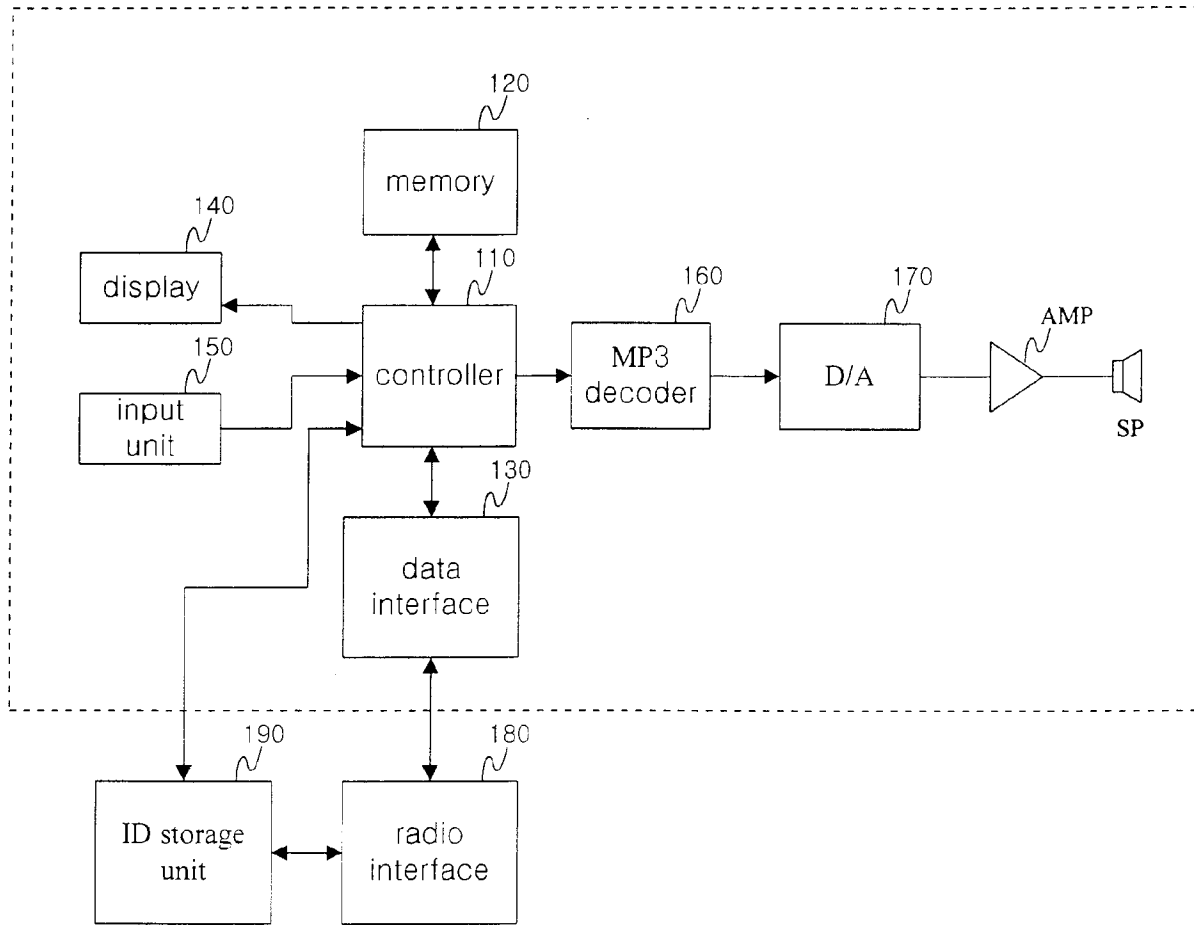 120
memory
140
display
110
controller
150
input
unit
160
MP3
decoder
170
D/A
AMP
SP
130
data
interface
190
ID storage
unit
180
radio
interface